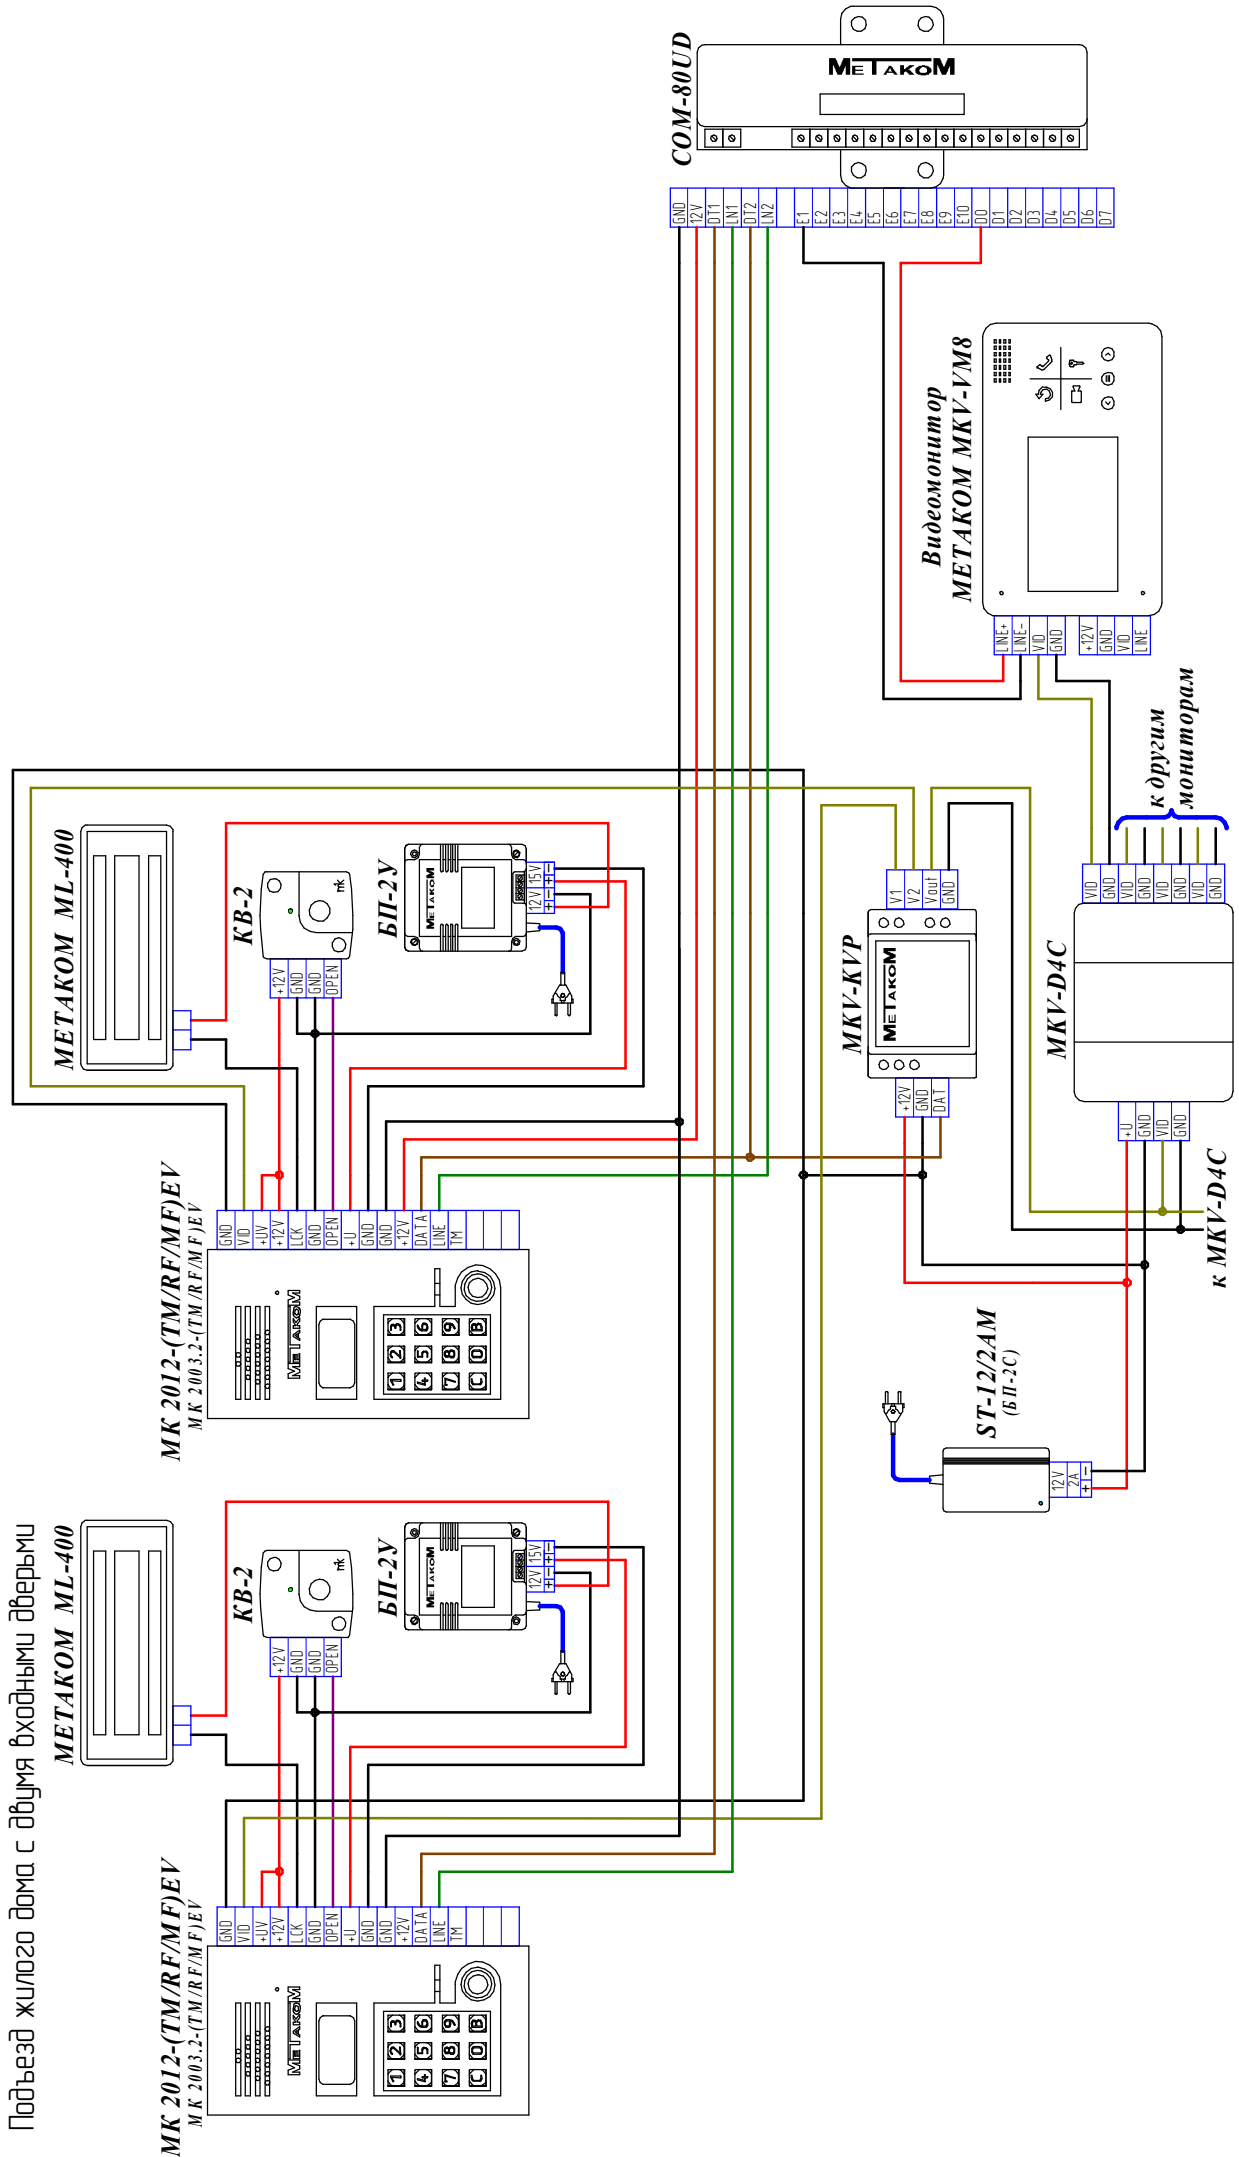 Подъезд жилого дома с двумя входными дверьми
МЕТАКОМ ML-400
КВ-2
+12V
GND
GND
OPEN
БП-2У
МЕТАКОМ
12V 15V
+ − + −
МК 2012-(TM/RF/MF)EV
МК 2003.2-(TM/RF/MF)EV
GND
VID
+UV
+12V
LCK
GND
OPEN
+U
GND
GND
+12V
DATA
LINE
TM
МЕТАКОМ
1 2 3
4 5 6
7 8 9
C 0 B
МЕТАКОМ ML-400
КВ-2
+12V
GND
GND
OPEN
БП-2У
МЕТАКОМ
12V 15V
+ − + −
МК 2012-(TM/RF/MF)EV
МК 2003.2-(TM/RF/MF)EV
GND
VID
+UV
+12V
LCK
GND
OPEN
+U
GND
GND
+12V
DATA
LINE
TM
МЕТАКОМ
1 2 3
4 5 6
7 8 9
C 0 B
COM-80UD
МЕТАКОМ
GND
12V
DT1
LN1
DT2
LN2
E1
E2
E3
E4
E5
E6
E7
E8
E9
E10
D0
D1
D2
D3
D4
D5
D6
D7
Видеомонитор
МЕТАКОМ MKV-VM8
LINE+
LINE-
VID
GND
+12V
GND
VID
LINE
MKV-KVP
МЕТАКОМ
V1
V2
Vout
GND
+12V
GND
DAT
MKV-D4C
VID
GND
VID
GND
VID
GND
VID
GND
к другим
мониторам
+U
GND
VID
GND
к MKV-D4C
ST-12/2AM
(БП-2С)
12V
2A
+ −